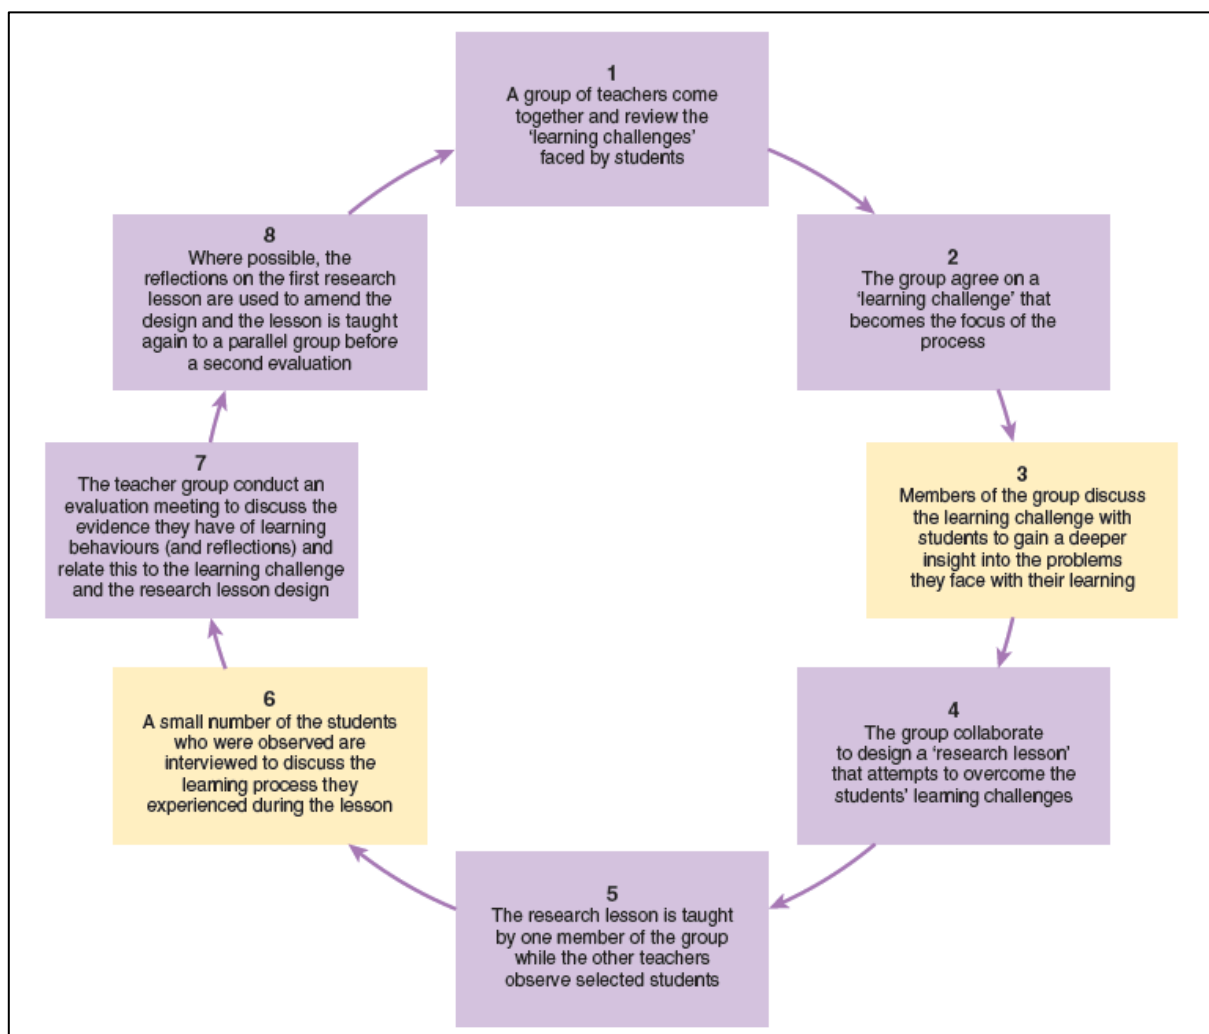 1
A group of teachers come
together and review the
‘learning challenges’
faced by students
2
The group agree on a
‘learning challenge’ that
becomes the focus of the
process
3
Members of the group discuss
the learning challenge with
students to gain a deeper
insight into the problems
they face with their learning
4
The group collaborate
to design a ‘research lesson’
that attempts to overcome the
students’ learning challenges
5
The research lesson is taught
by one member of the group
while the other teachers
observe selected students
6
A small number of the students
who were observed are
interviewed to discuss the
learning process they
experienced during the lesson
7
The teacher group conduct an
evaluation meeting to discuss the
evidence they have of learning
behaviours (and reflections) and
relate this to the learning challenge
and the research lesson design
8
Where possible, the
reflections on the first research
lesson are used to amend the
design and the lesson is taught
again to a parallel group before
a second evaluation